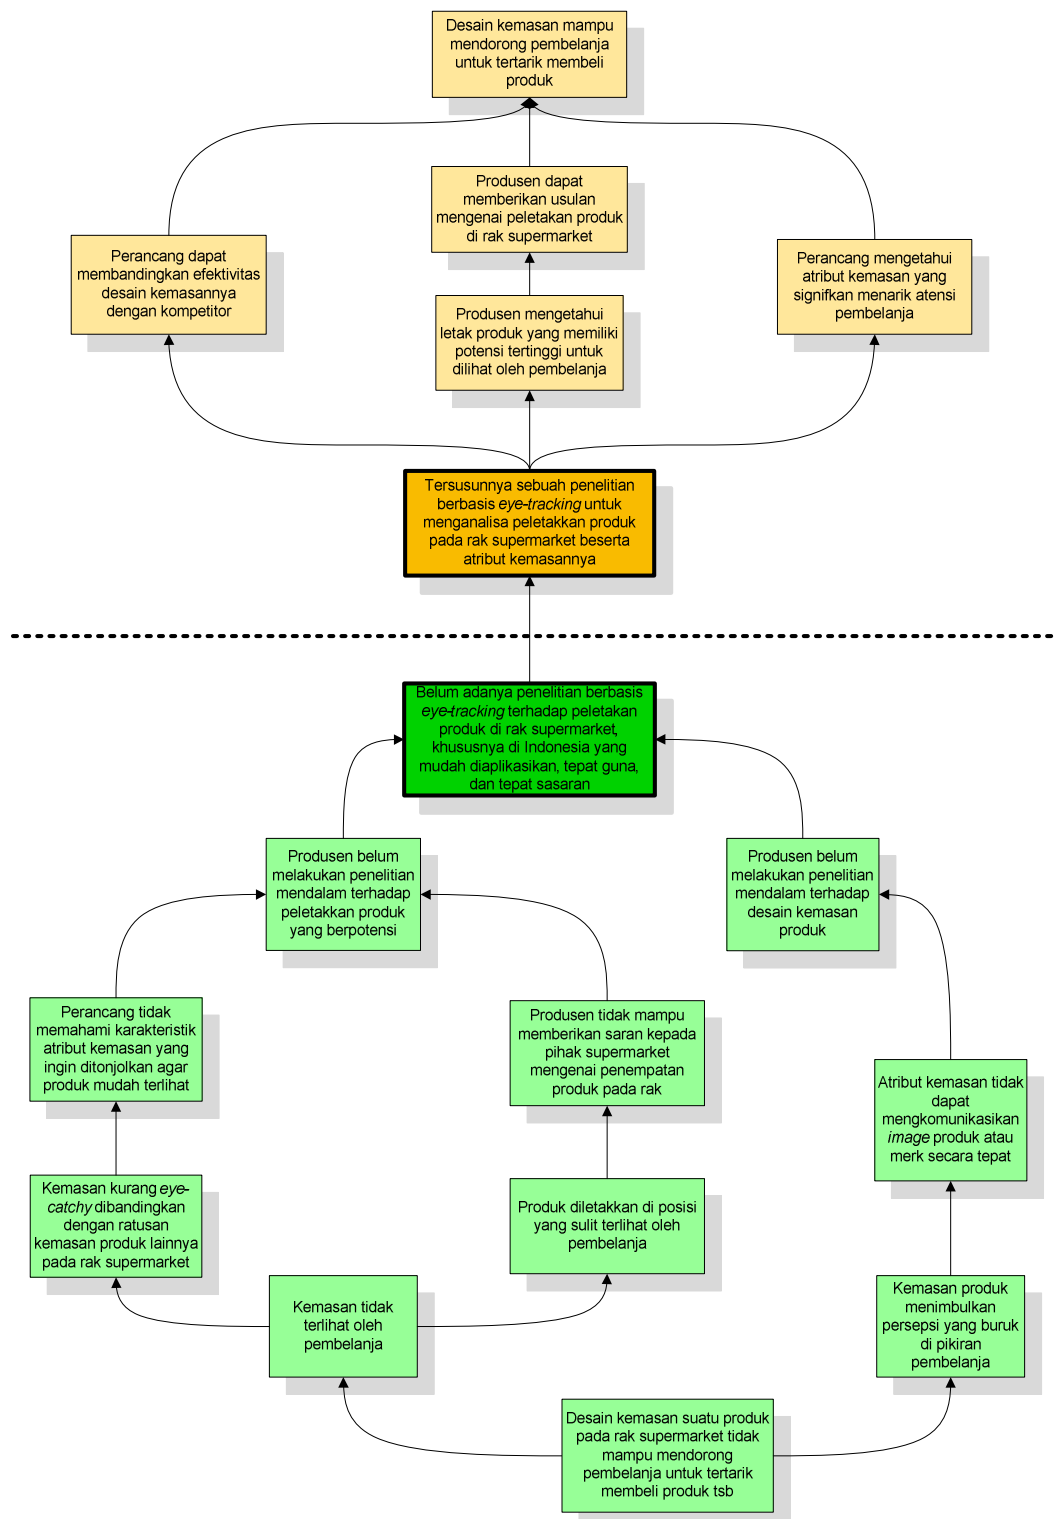 Desain kemasan mampu
mendorong pembelanja
untuk tertarik membeli
produk
Produsen dapat
memberikan usulan
mengenai peletakan produk
di rak supermarket
Perancang dapat
membandingkan efektivitas
desain kemasannya
dengan kompetitor
Perancang mengetahui
atribut kemasan yang
signifkan menarik atensi
pembelanja
Produsen mengetahui
letak produk yang memiliki
potensi tertinggi untuk
dilihat oleh pembelanja
Tersusunnya sebuah penelitian
berbasis eye-tracking untuk
menganalisa peletakkan produk
pada rak supermarket beserta
atribut kemasannya
Belum adanya penelitian berbasis
eye-tracking terhadap peletakan
produk di rak supermarket,
khususnya di Indonesia yang
mudah diaplikasikan, tepat guna,
dan tepat sasaran
Produsen belum
melakukan penelitian
mendalam terhadap
peletakkan produk
yang berpotensi
Produsen belum
melakukan penelitian
mendalam terhadap
desain kemasan
produk
Perancang tidak
memahami karakteristik
atribut kemasan yang
ingin ditonjolkan agar
produk mudah terlihat
Produsen tidak mampu
memberikan saran kepada
pihak supermarket
mengenai penempatan
produk pada rak
Atribut kemasan tidak
dapat
mengkomunikasikan
image produk atau
merk secara tepat
Kemasan kurang eye-
catchy dibandingkan
dengan ratusan
kemasan produk lainnya
pada rak supermarket
Produk diletakkan di posisi
yang sulit terlihat oleh
pembelanja
Kemasan tidak
terlihat oleh
pembelanja
Kemasan produk
menimbulkan
persepsi yang buruk
di pikiran
pembelanja
Desain kemasan suatu produk
pada rak supermarket tidak
mampu mendorong
pembelanja untuk tertarik
membeli produk tsb